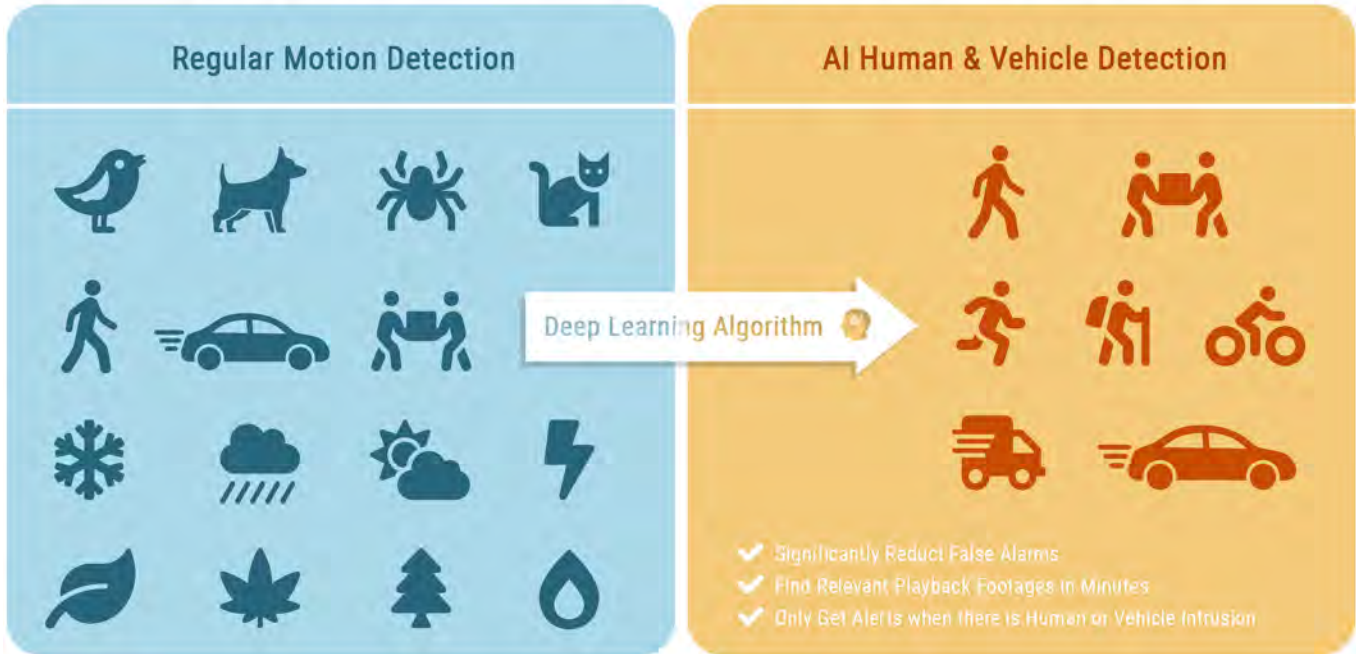 Regular Motion Detection
AI Human & Vehicle Detection
Deep Learning Algorithm
Significantly Reduct False Alarms
Find Relevant Playback Footages in Minutes
Only Get Alerts when there is Human or Vehicle Intrusion